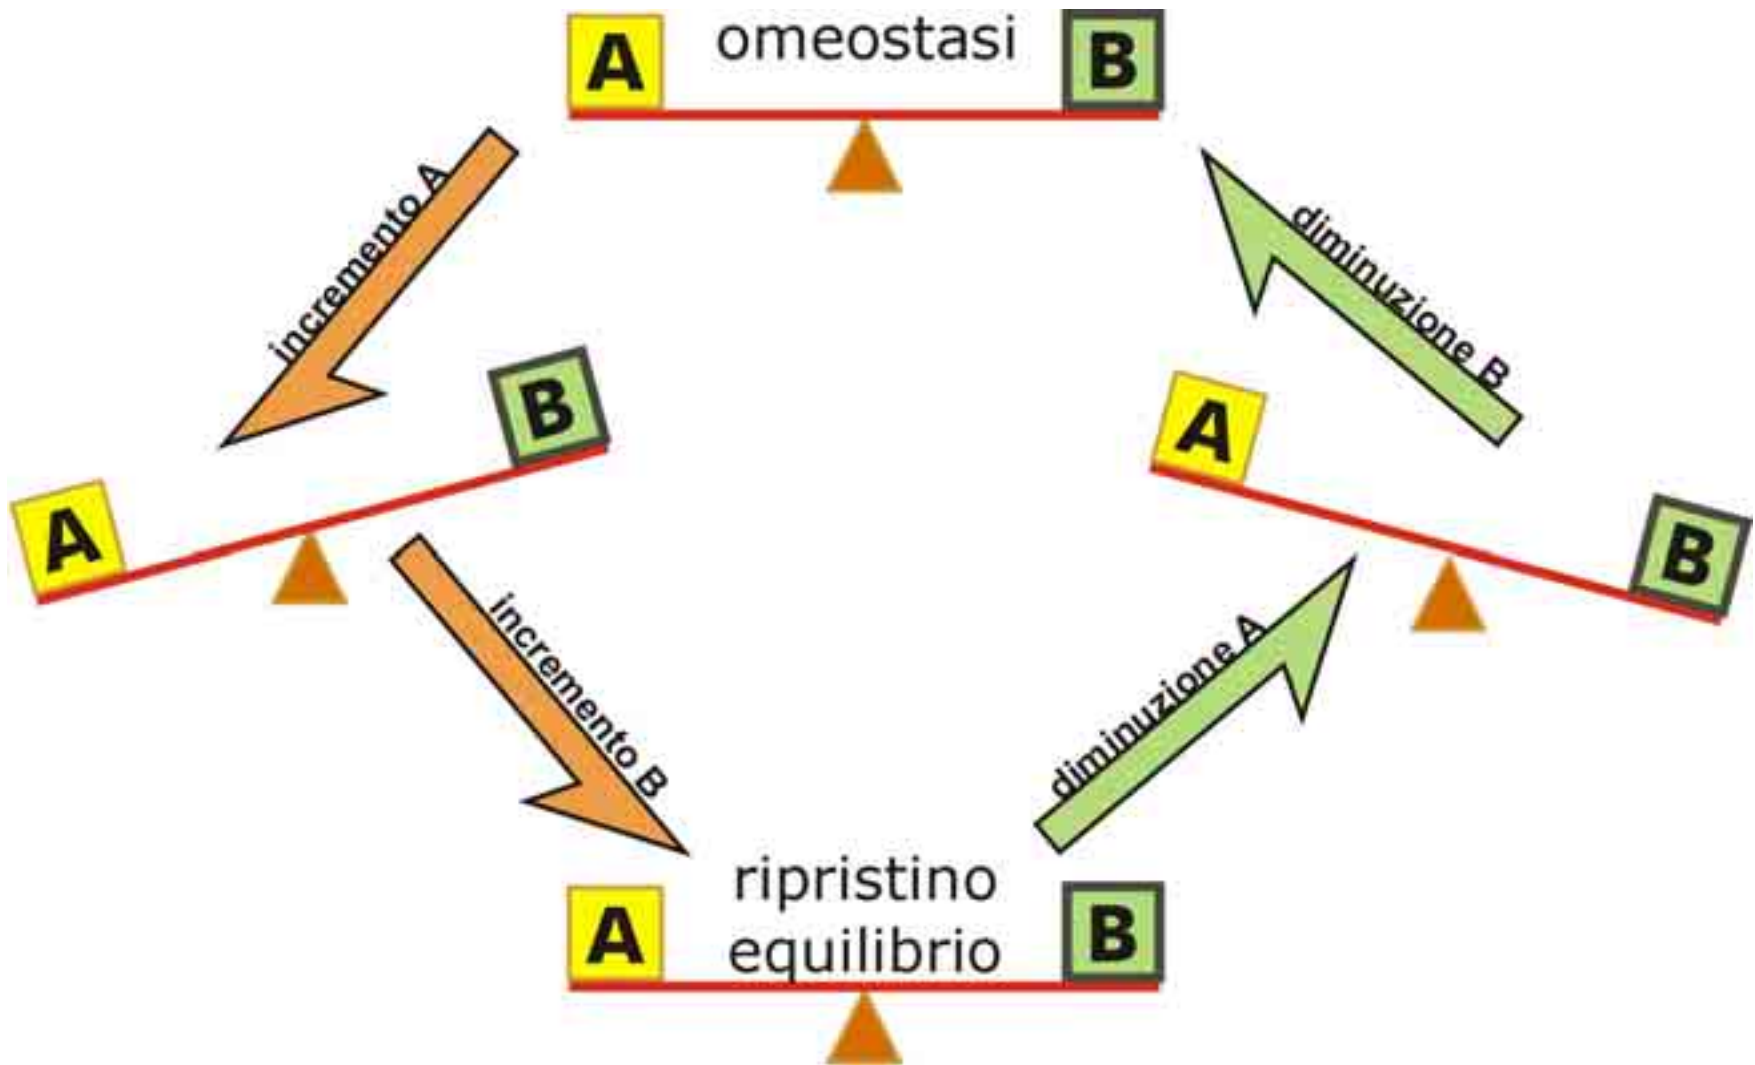 A omeostasi B
incremento A
diminuzione B
A B
A B
incremento B
diminuzione A
ripristino
equilibrio
A B